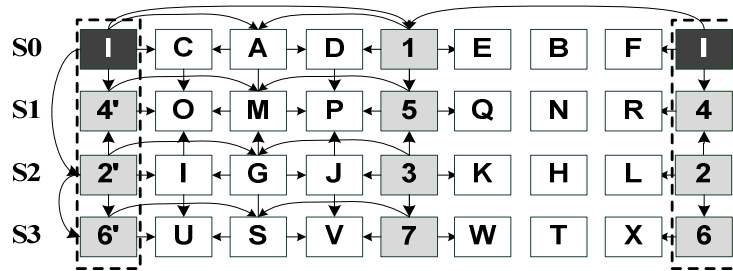 S0 I C A D 1 E B F I
S1 4' O M P 5 Q N R 4
S2 2' I G J 3 K H L 2
S3 6' U S V 7 W T X 6